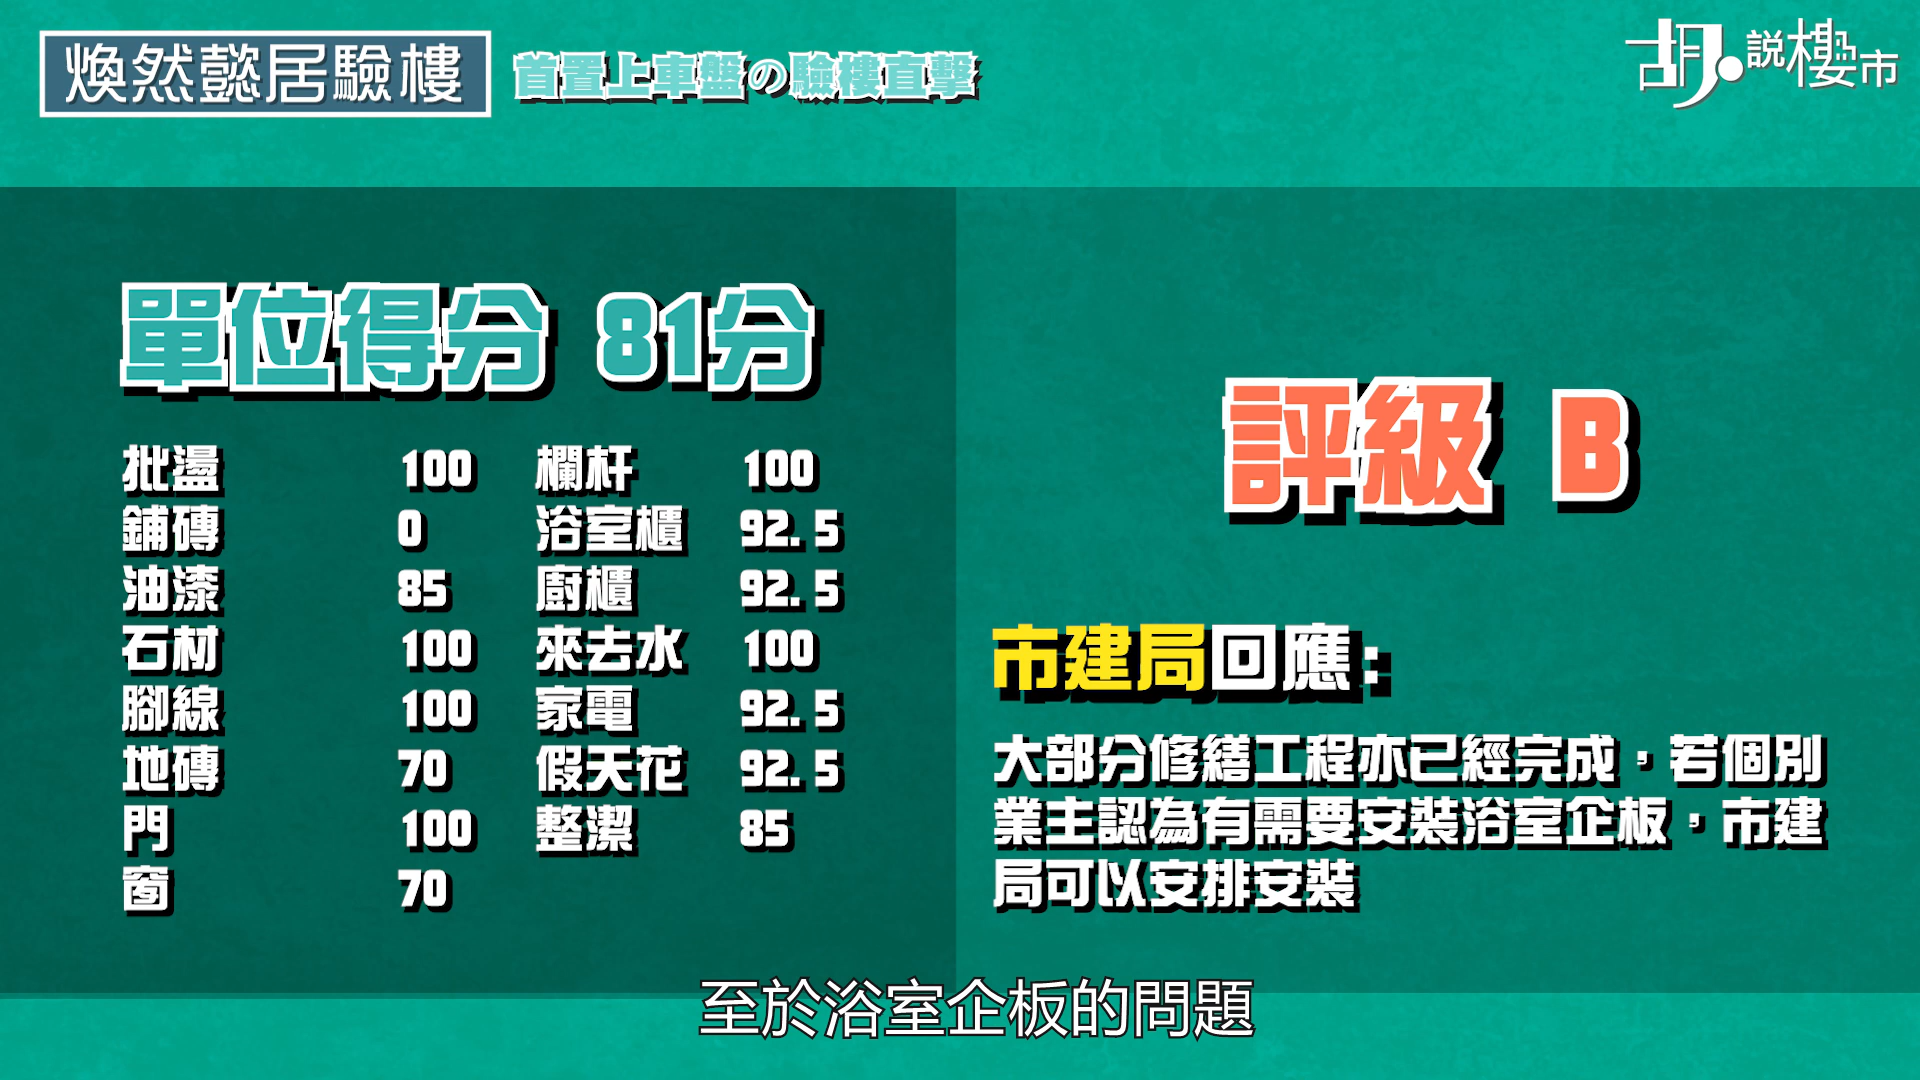 煥然懿居驗樓
首置上車盤の驗樓直擊
胡.説樓市
單位得分 81分
批盪 100 欄杆 100
鋪磚 0 浴室櫃 92.5
油漆 85 廚櫃 92.5
石材 100 來去水 100
腳線 100 家電 92.5
地磚 70 假天花 92.5
門 100 整潔 85
窗 70
評級 B
市建局回應:
大部分修繕工程亦已經完成，若個別
業主認為有需要安裝浴室企板，市建
局可以安排安裝
至於浴室企板的問題